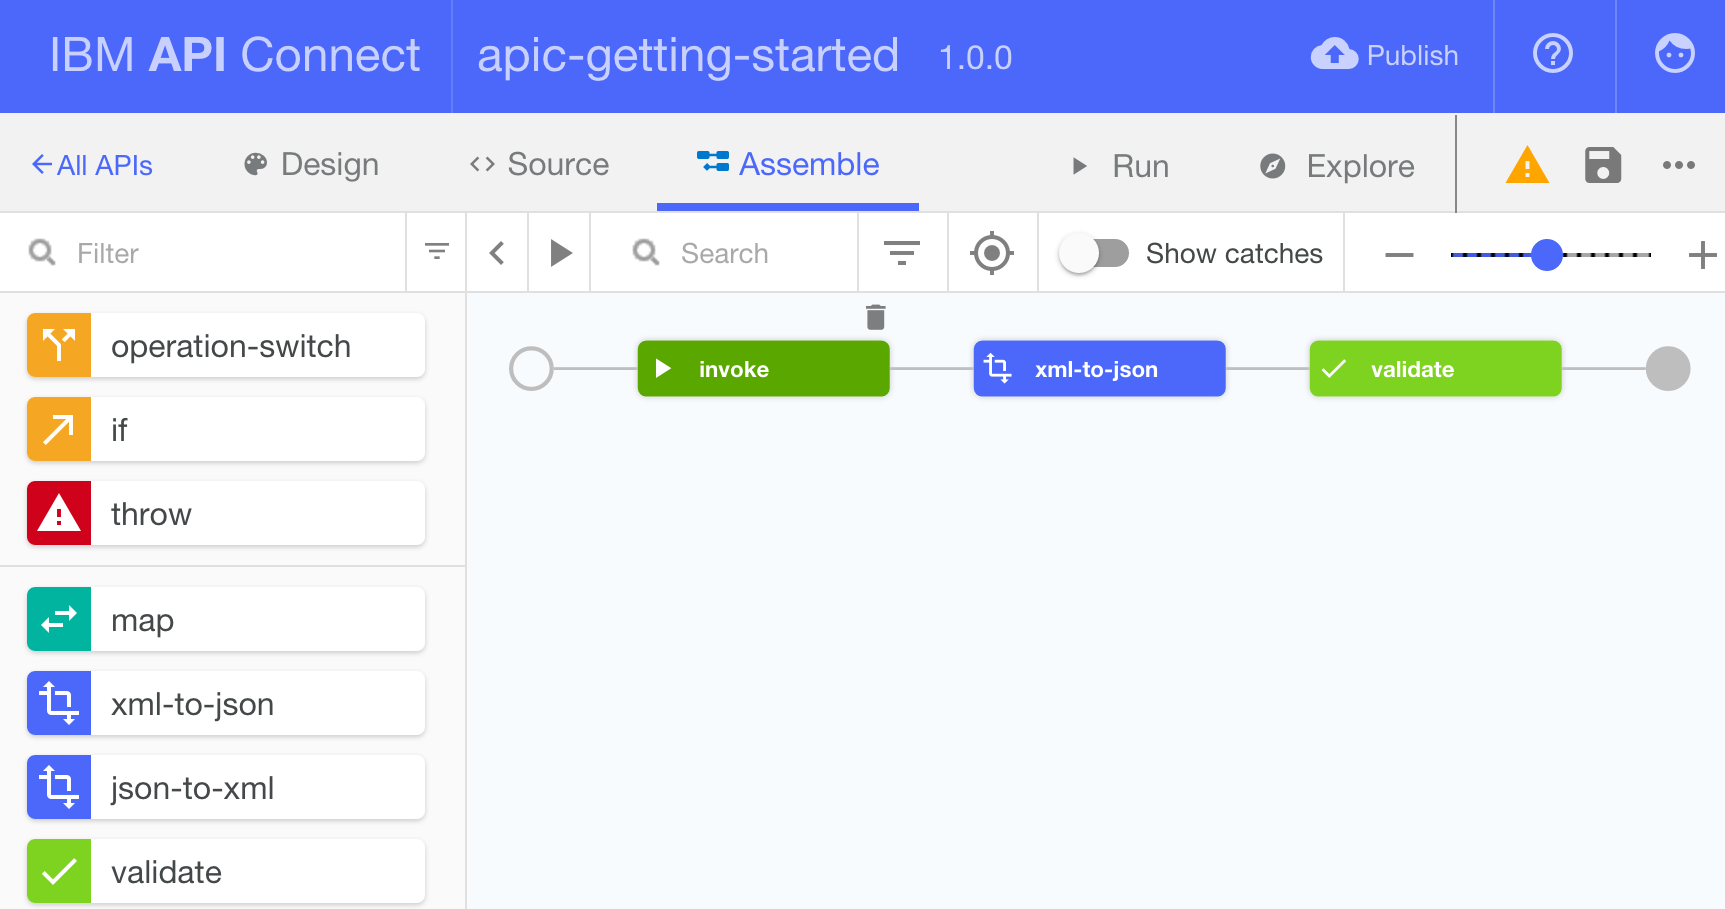 IBM API Connect
apic-getting-started 1.0.0
Publish
All APIs
Design
Source
Assemble
Run
Explore
Filter
Search
Show catches
operation-switch
if
throw
map
xml-to-json
json-to-xml
validate
invoke
xml-to-json
validate